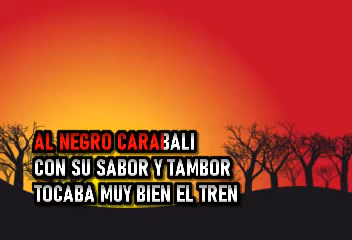 AL NEGRO CARABALI
CON SU SABOR Y TAMBOR
TOCABA MUY BIEN EL TREN